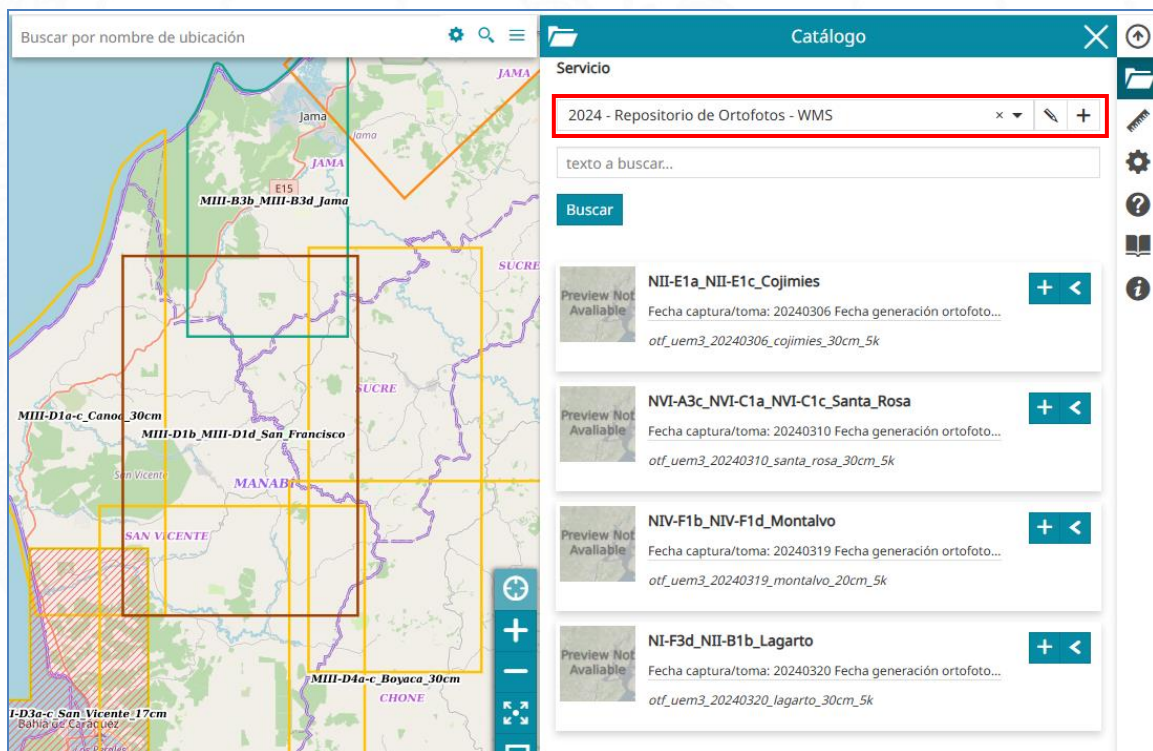 Buscar por nombre de ubicación
JAMA
Jama
Jama
JAMA
E15
MIII-B3b_MIII-B3d_Jama
SUCRE
SUCRE
MIII-D1a-c_Canoa_30cm
MIII-D1b_MIII-D1d_San_Francisco
San Vicente
MANABÍ
SAN VICENTE
MIII-D4a-c_Boyaca_30cm
CHONE
I-D3a-c_San_Vicente_17cm
Bahía de Caráquez
Los Perales
Catálogo
Servicio
2024 - Repositorio de Ortofotos - WMS
texto a buscar...
Buscar
Preview Not
Available
NII-E1a_NII-E1c_Cojimies
Fecha captura/toma: 20240306 Fecha generación ortofoto...
otf_uem3_20240306_cojimies_30cm_5k
Preview Not
Available
NVI-A3c_NVI-C1a_NVI-C1c_Santa_Rosa
Fecha captura/toma: 20240310 Fecha generación ortofoto...
otf_uem3_20240310_santa_rosa_30cm_5k
Preview Not
Available
NIV-F1b_NIV-F1d_Montalvo
Fecha captura/toma: 20240319 Fecha generación ortofoto...
otf_uem3_20240319_montalvo_20cm_5k
Preview Not
Available
NI-F3d_NII-B1b_Lagarto
Fecha captura/toma: 20240320 Fecha generación ortofoto...
otf_uem3_20240320_lagarto_30cm_5k